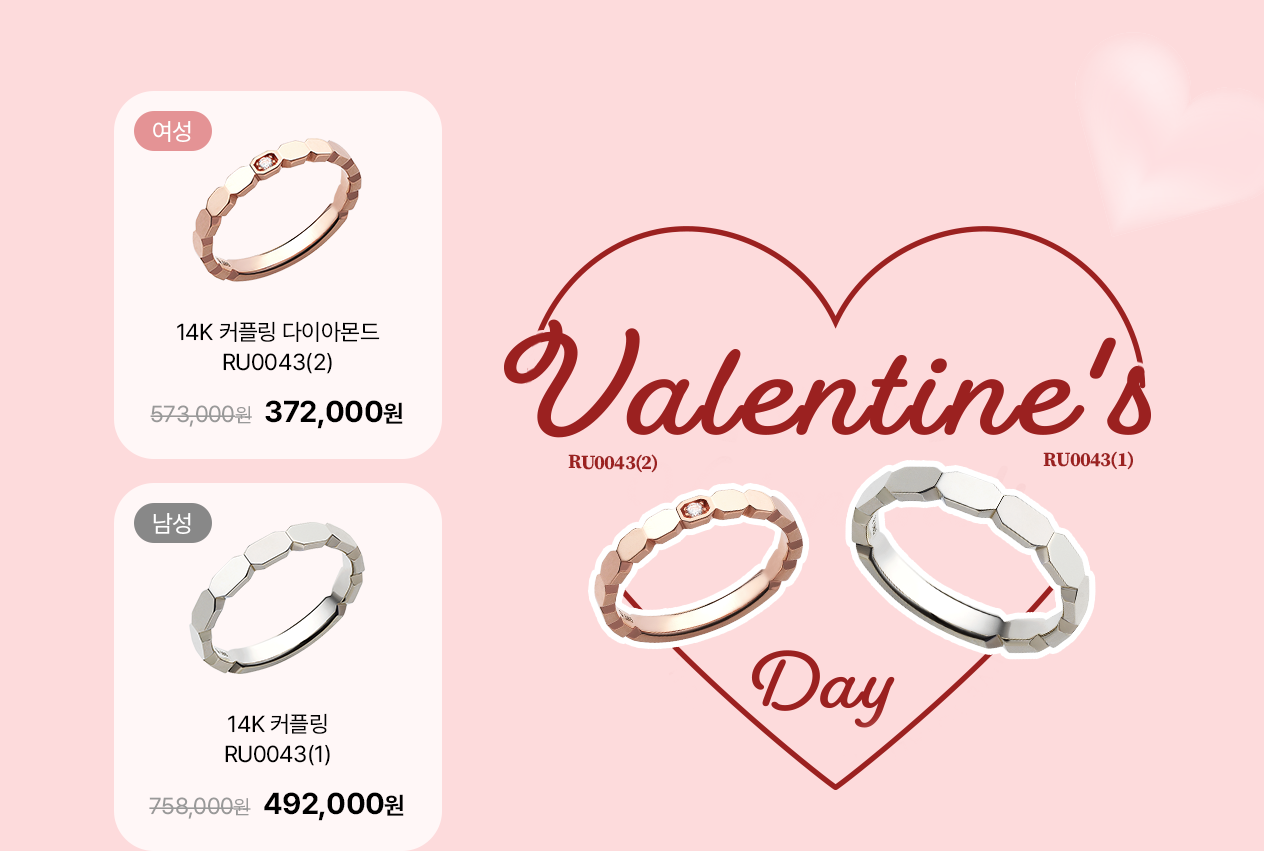 여성
14K 커플링 다이아몬드
RU0043(2)
573,000원 372,000원
남성
14K 커플링
RU0043(1)
758,000원 492,000원
Valentine's
RU0043(2)
RU0043(1)
Day